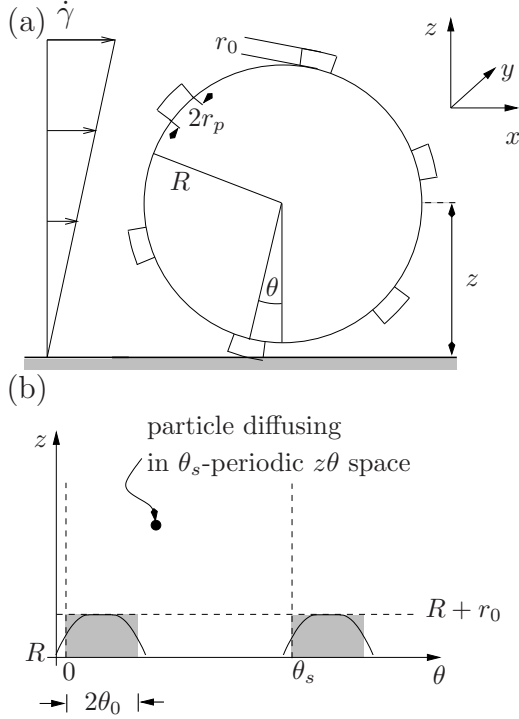 (a)
γ̇
r₀
z
y
x
2rₚ
R
θ
z
(b)
z
particle diffusing
in θₛ-periodic zθ space
R + r₀
R
0
θₛ
θ
2θ₀